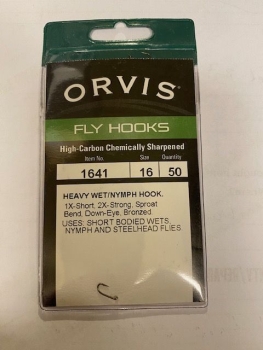 ORVIS
FLY HOOKS
High-Carbon Chemically Sharpened
Item No. Size Quantity
1641 16 50
HEAVY WET/NYMPH HOOK.
1X-Short, 2X-Strong, Sproat
Bend, Down-Eye, Bronzed.
USES: SHORT BODIED WETS,
NYMPH AND STEELHEAD FLIES